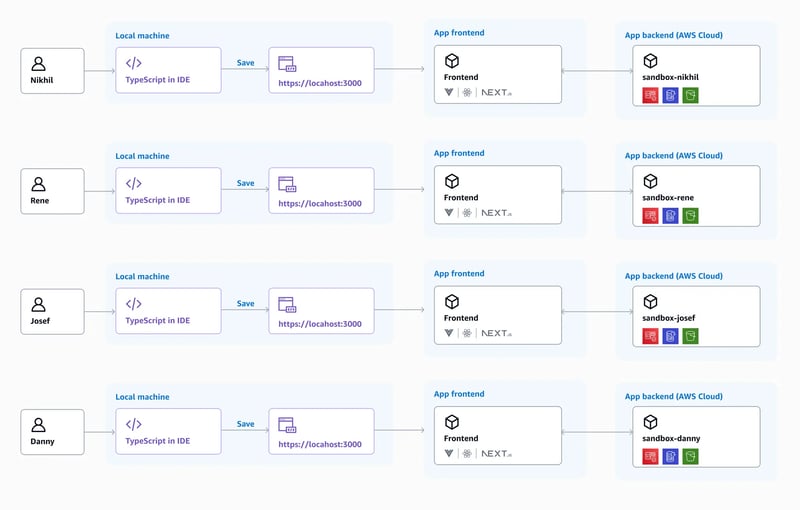 Local machine
App frontend
App backend (AWS Cloud)
Nikhil
TypeScript in IDE
Save
https://locahost:3000
Frontend
NEXT.JS
sandbox-nikhil
Local machine
App frontend
App backend (AWS Cloud)
Rene
TypeScript in IDE
Save
https://locahost:3000
Frontend
NEXT.JS
sandbox-rene
Local machine
App frontend
App backend (AWS Cloud)
Josef
TypeScript in IDE
Save
https://locahost:3000
Frontend
NEXT.JS
sandbox-josef
Local machine
App frontend
App backend (AWS Cloud)
Danny
TypeScript in IDE
Save
https://locahost:3000
Frontend
NEXT.JS
sandbox-danny